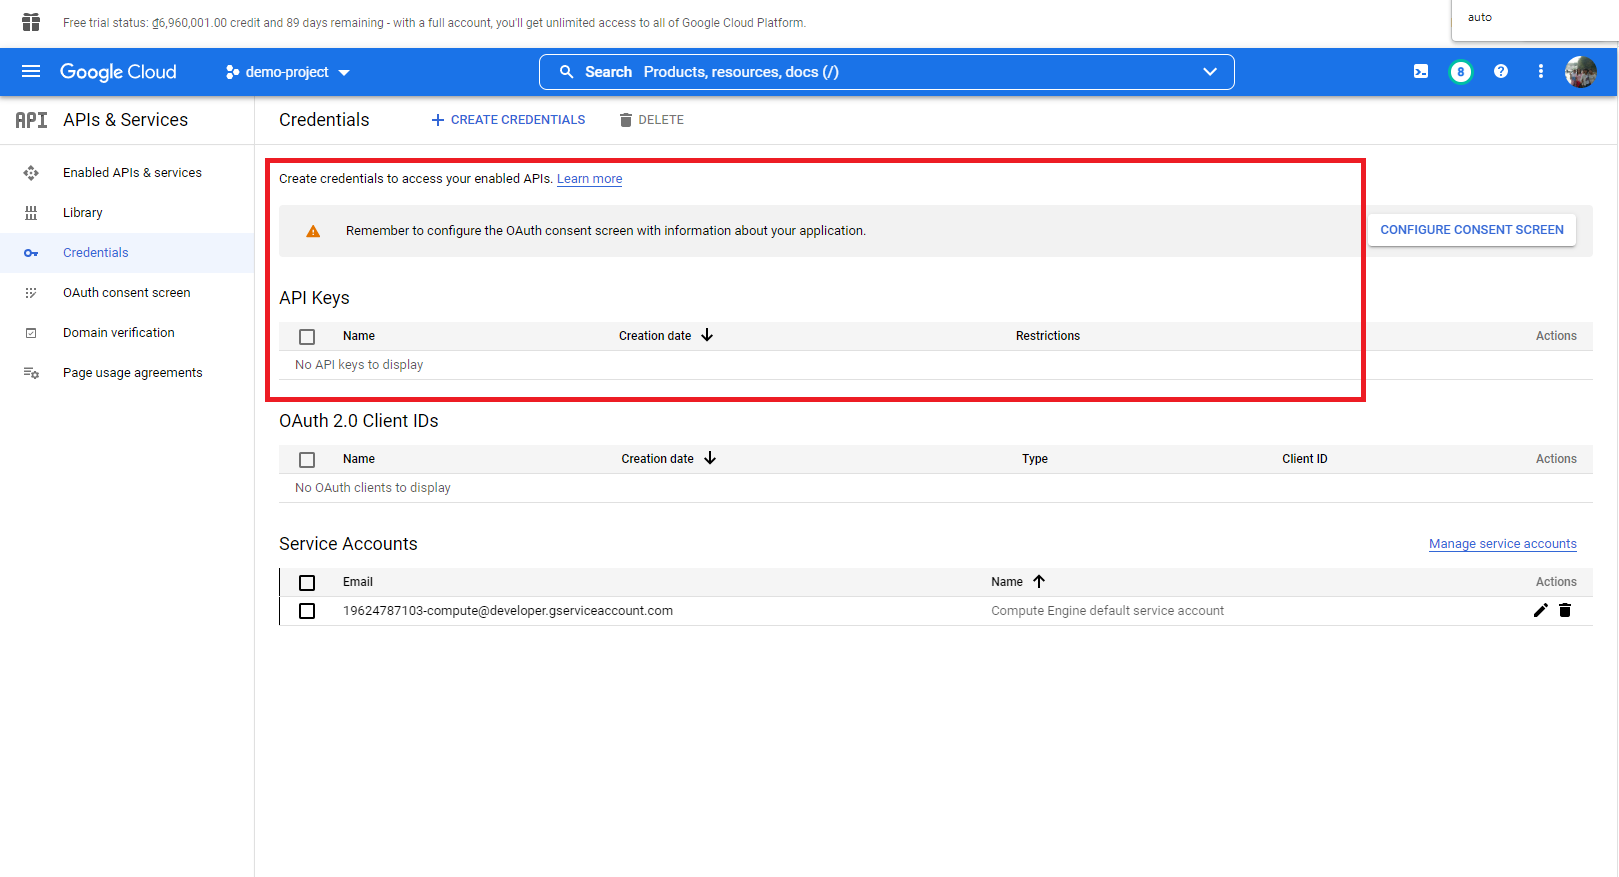 Free trial status: ₫6,960,001.00 credit and 89 days remaining - with a full account, you'll get unlimited access to all of Google Cloud Platform.
auto
Google Cloud
demo-project
Search Products, resources, docs (/)
8
API APIs & Services
Credentials
CREATE CREDENTIALS
DELETE
Enabled APIs & services
Library
Credentials
OAuth consent screen
Domain verification
Page usage agreements
Create credentials to access your enabled APIs. Learn more
Remember to configure the OAuth consent screen with information about your application.
CONFIGURE CONSENT SCREEN
API Keys
Name Creation date Restrictions Actions
No API keys to display
OAuth 2.0 Client IDs
Name Creation date Type Client ID Actions
No OAuth clients to display
Service Accounts
Manage service accounts
Email Name Actions
19624787103-compute@developer.gserviceaccount.com Compute Engine default service account